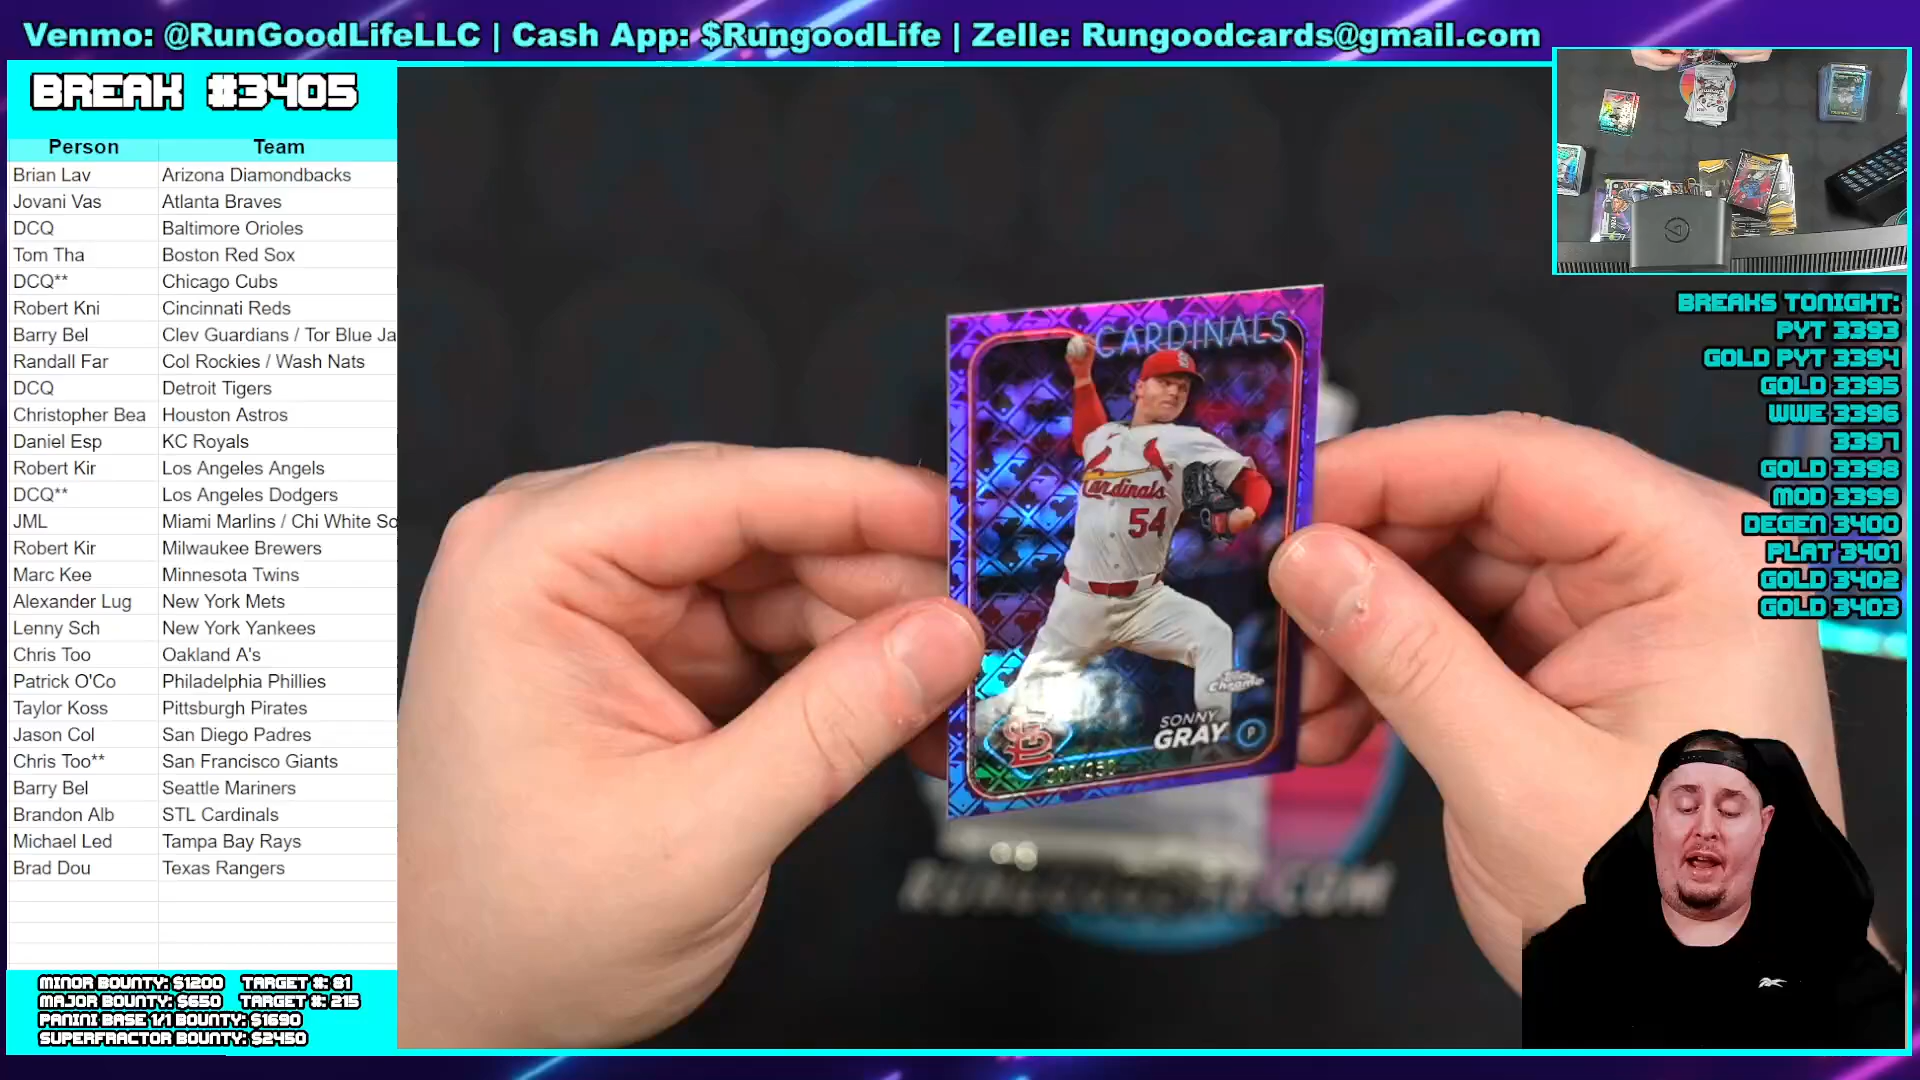 Venmo: @RunGoodLifeLLC | Cash App: $RungoodLife | Zelle: Rungoodcards@gmail.com
BREAK #3405
Person Team
Brian Lav Arizona Diamondbacks
Jovani Vas Atlanta Braves
DCQ Baltimore Orioles
Tom Tha Boston Red Sox
DCQ** Chicago Cubs
Robert Kni Cincinnati Reds
Barry Bel Clev Guardians / Tor Blue Ja
Randall Far Col Rockies / Wash Nats
DCQ Detroit Tigers
Christopher Bea Houston Astros
Daniel Esp KC Royals
Robert Kir Los Angeles Angels
DCQ** Los Angeles Dodgers
JML Miami Marlins / Chi White So
Robert Kir Milwaukee Brewers
Marc Kee Minnesota Twins
Alexander Lug New York Mets
Lenny Sch New York Yankees
Chris Too Oakland A's
Patrick O'Co Philadelphia Phillies
Taylor Koss Pittsburgh Pirates
Jason Col San Diego Padres
Chris Too** San Francisco Giants
Barry Bel Seattle Mariners
Brandon Alb STL Cardinals
Michael Led Tampa Bay Rays
Brad Dou Texas Rangers
MINOR BOUNTY: $1200 TARGET #: 81
MAJOR BOUNTY: $650 TARGET #: 215
PANINI BASE 1/1 BOUNTY: $1690
SUPERFRACTOR BOUNTY: $2450
CARDINALS
Cardinals
54
Topps Chrome
SONNY
GRAY P
BREAKS TONIGHT:
PYT 3393
GOLD PYT 3394
GOLD 3395
WWE 3396
3397
GOLD 3398
MOD 3399
DEGEN 3400
PLAT 3401
GOLD 3402
GOLD 3403